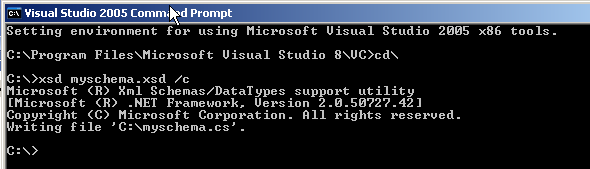 C:\ Visual Studio 2005 Command Prompt
Setting environment for using Microsoft Visual Studio 2005 x86 tools.
C:\Program Files\Microsoft Visual Studio 8\VC>cd\
C:\>xsd myschema.xsd /c
Microsoft (R) Xml Schemas/DataTypes support utility
[Microsoft (R) .NET Framework, Version 2.0.50727.42]
Copyright (C) Microsoft Corporation. All rights reserved.
Writing file 'C:\myschema.cs'.
C:\>